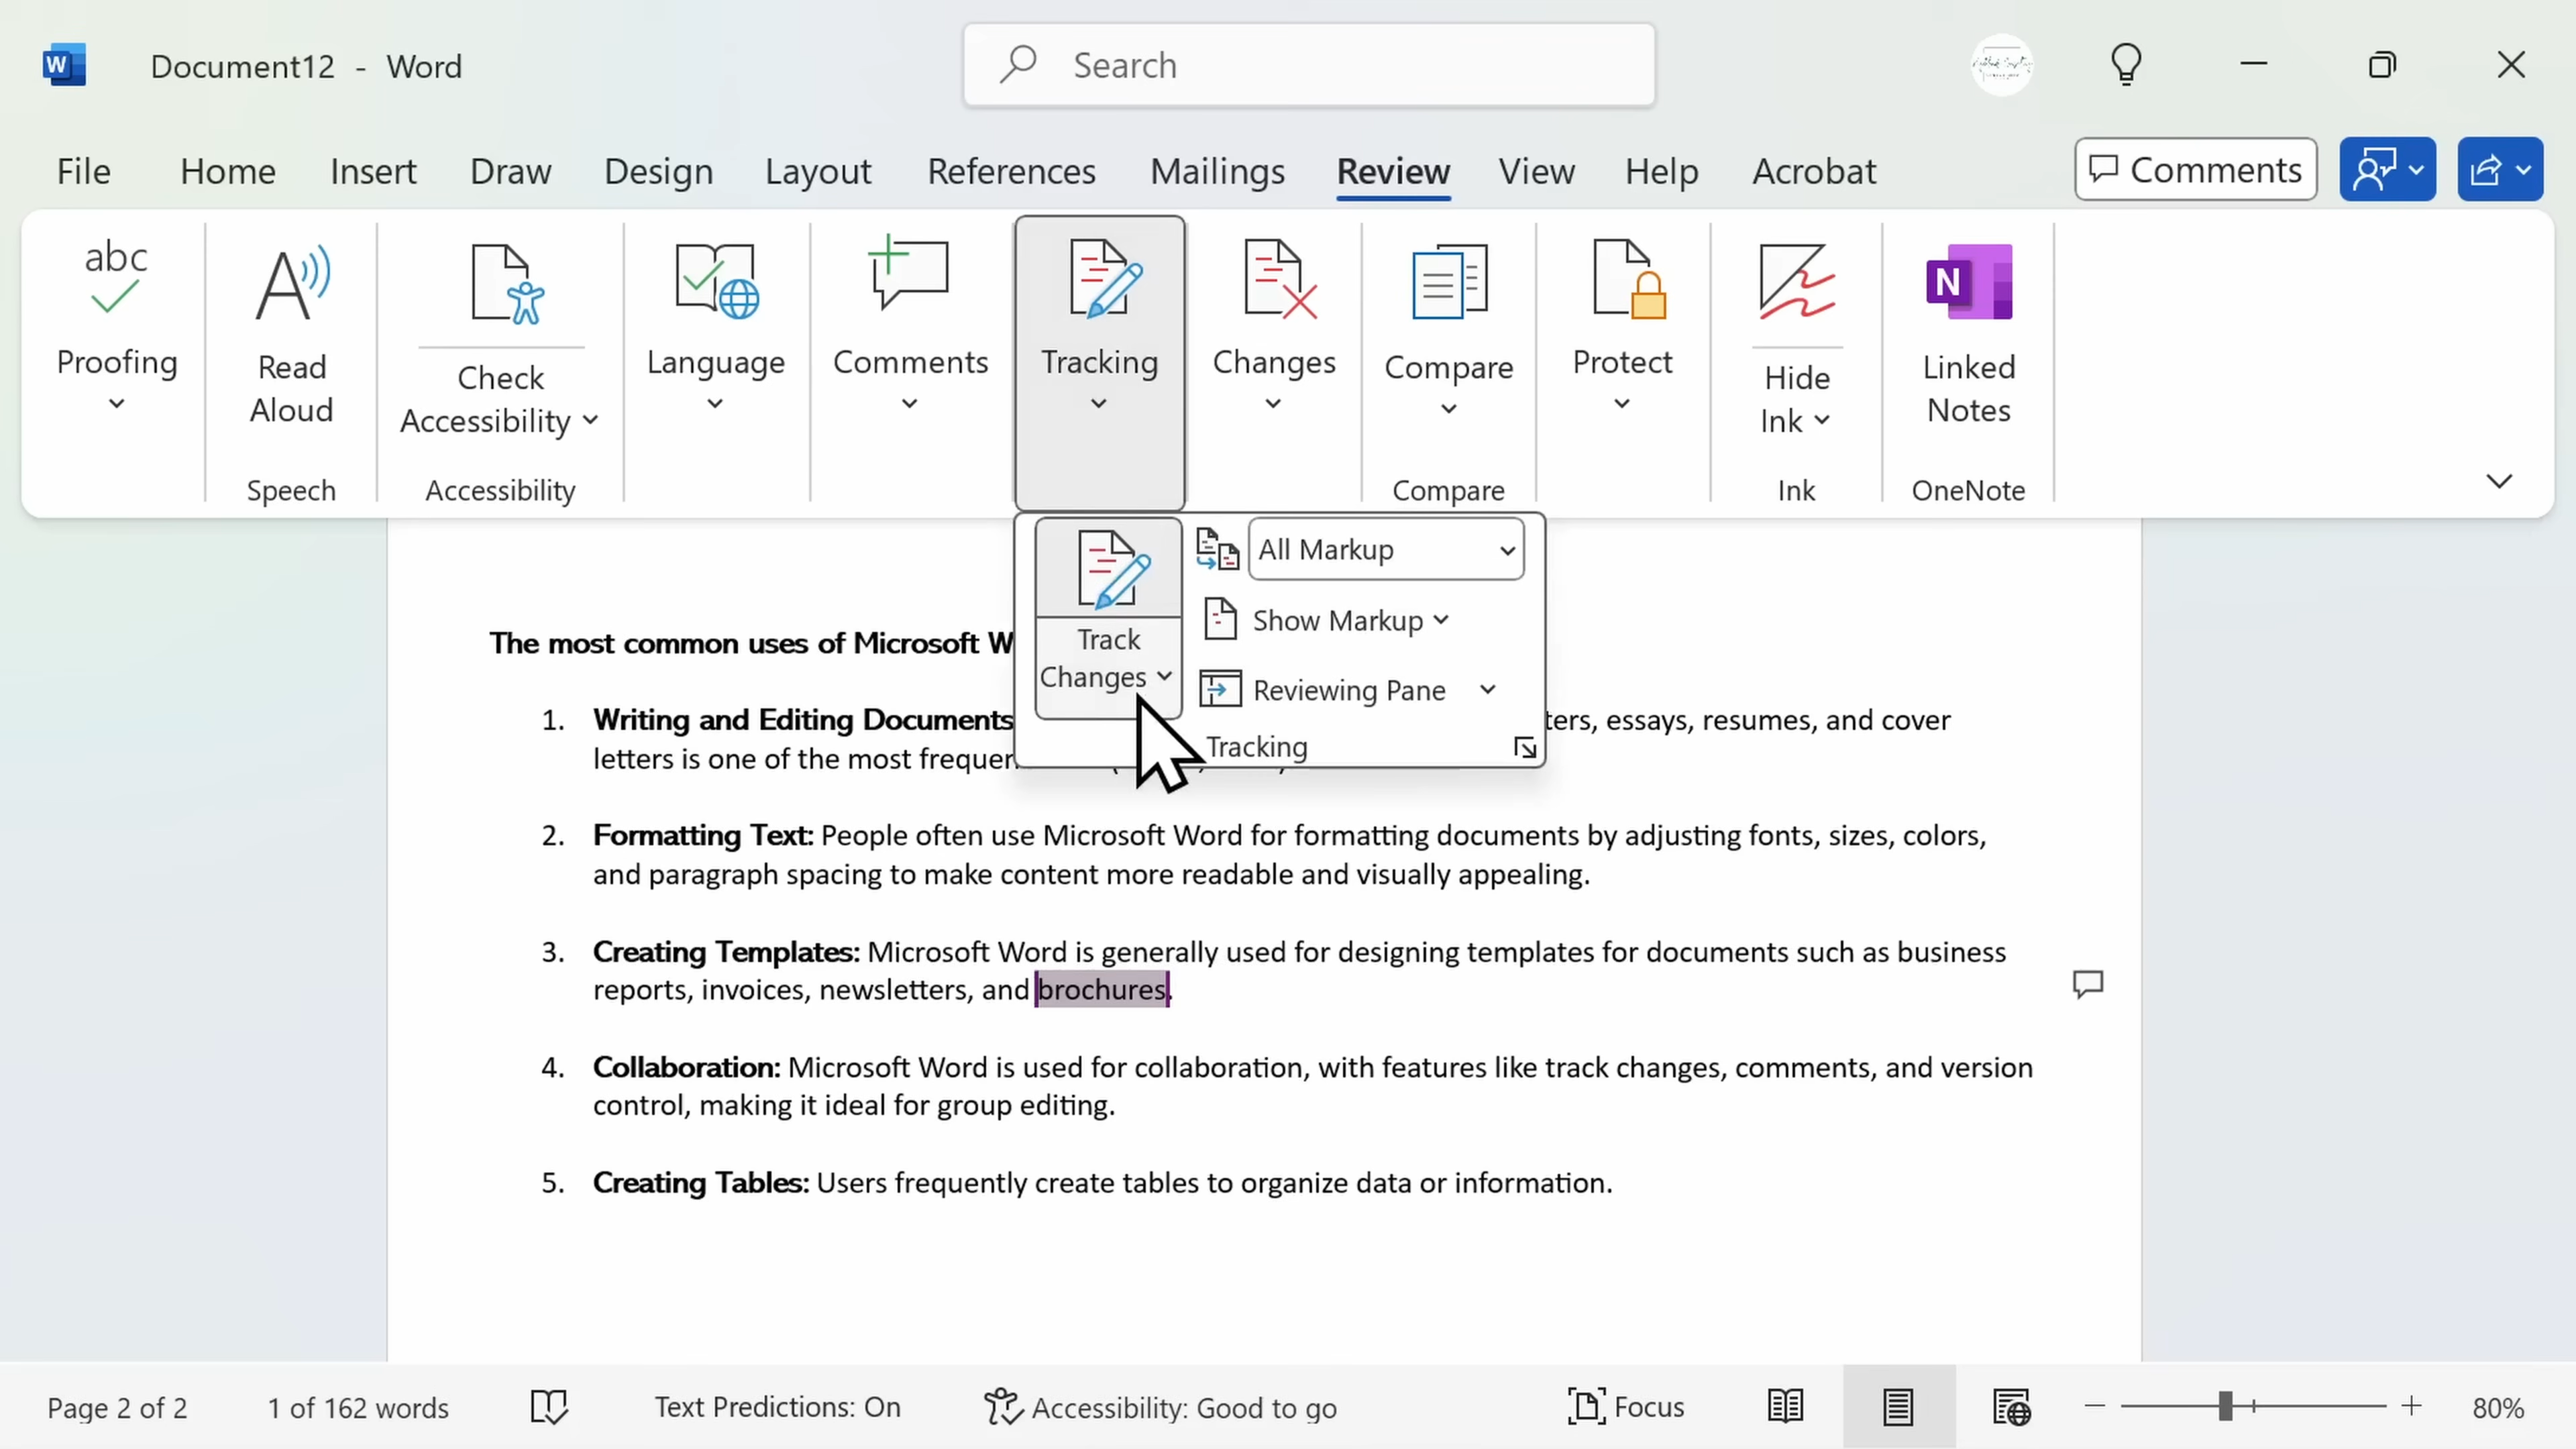 W
Document12 - Word
Search
File Home Insert Draw Design Layout References Mailings Review View Help Acrobat Comments
abc
Proofing
Read
Aloud
Speech
Check
Accessibility
Accessibility
Language
Comments
Tracking
Changes
Compare
Compare
Protect
Hide
Ink
Ink
N
Linked
Notes
OneNote
Track
Changes
All Markup
Show Markup
Reviewing Pane
Tracking
The most common uses of Microsoft W
1. Writing and Editing Documents ters, essays, resumes, and cover
letters is one of the most frequen
2. Formatting Text: People often use Microsoft Word for formatting documents by adjusting fonts, sizes, colors,
and paragraph spacing to make content more readable and visually appealing.
3. Creating Templates: Microsoft Word is generally used for designing templates for documents such as business
reports, invoices, newsletters, and brochures.
4. Collaboration: Microsoft Word is used for collaboration, with features like track changes, comments, and version
control, making it ideal for group editing.
5. Creating Tables: Users frequently create tables to organize data or information.
Page 2 of 2 1 of 162 words Text Predictions: On Accessibility: Good to go Focus 80%